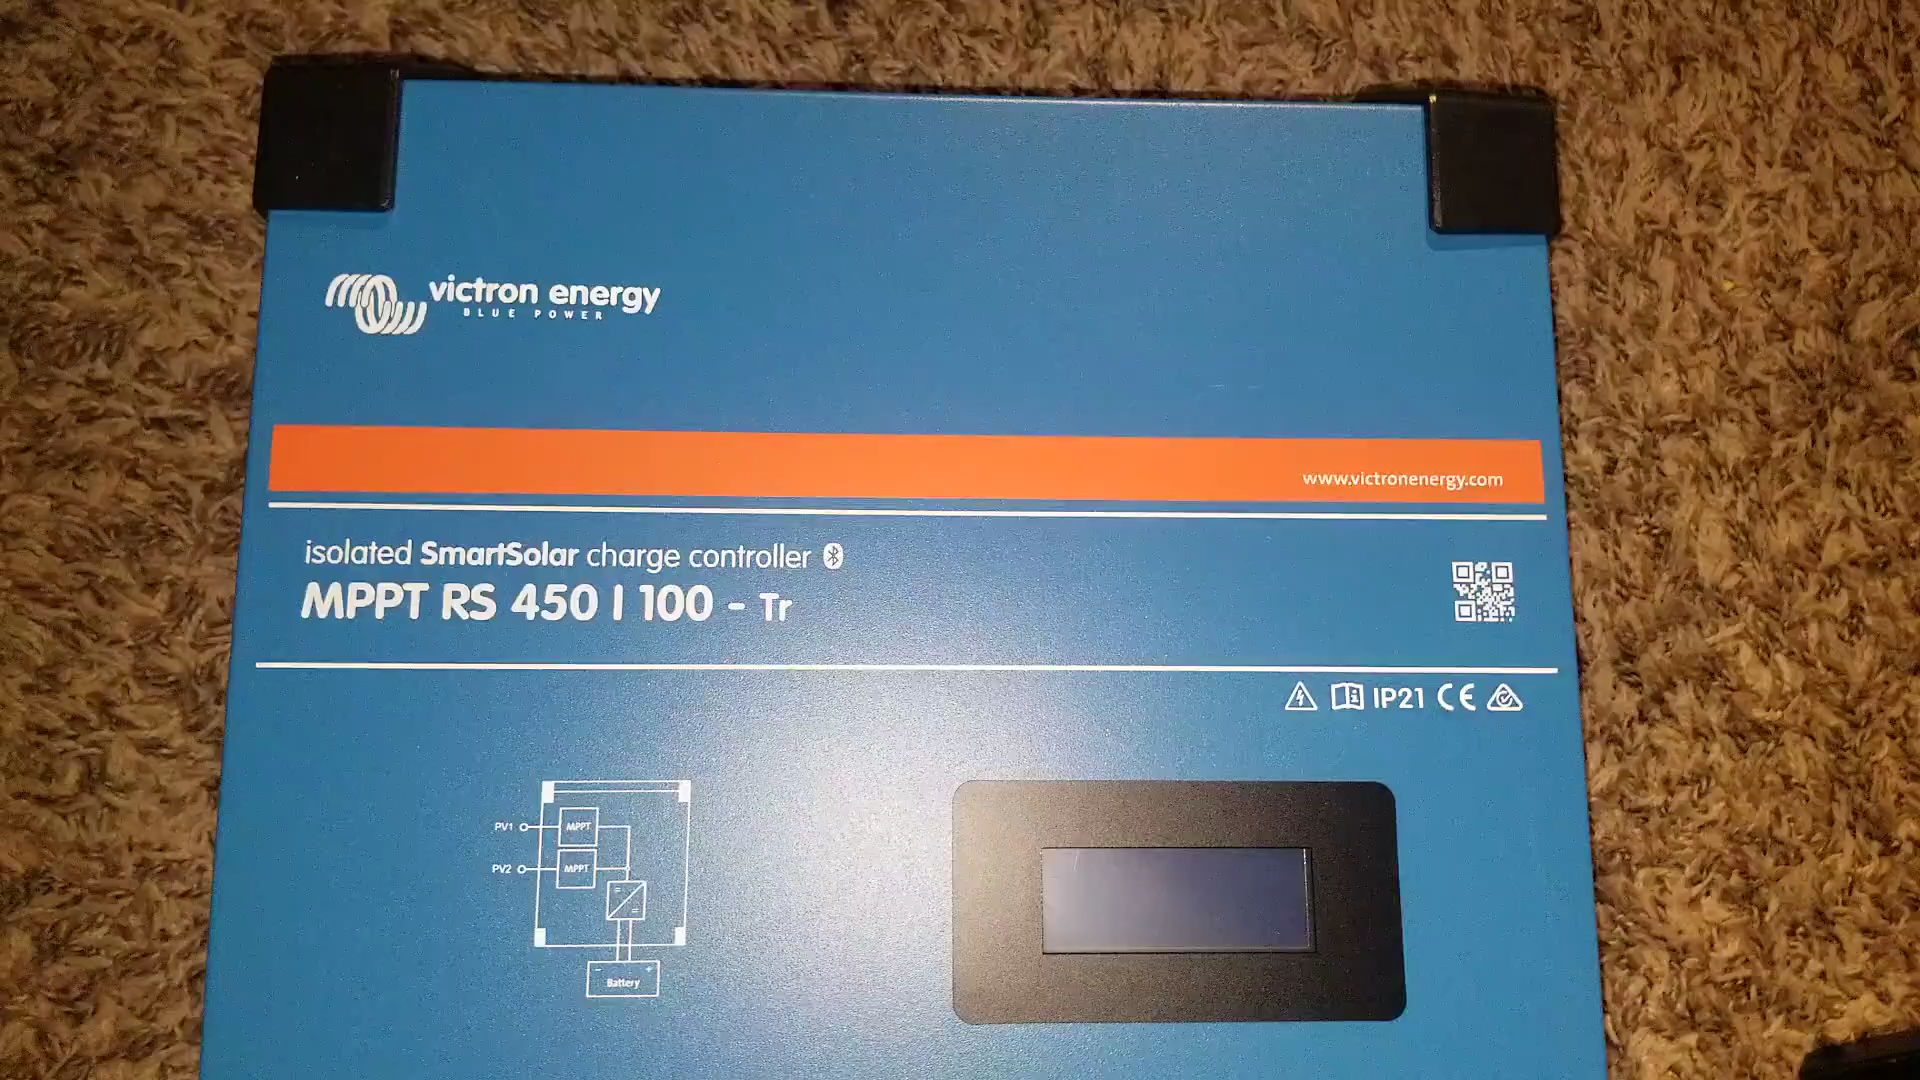 victron energy
BLUE POWER
www.victronenergy.com
isolated SmartSolar charge controller
MPPT RS 450 | 100 - Tr
IP21 CE
PV1
MPPT
PV2
MPPT
- +
Battery